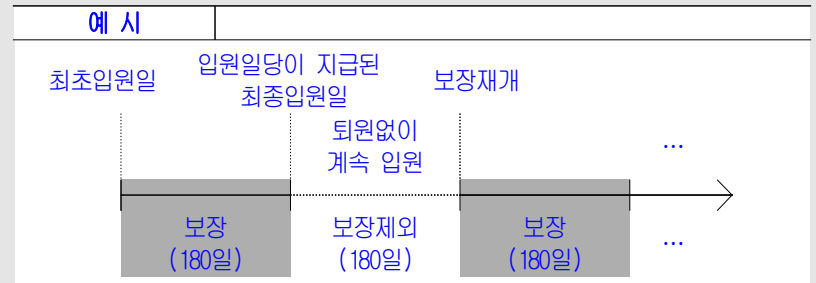 예 시
최초입원일
입원일당이 지급된
최종입원일
보장재개
퇴원없이
계속 입원
...
보장
(180일)
보장제외
(180일)
보장
(180일)
...